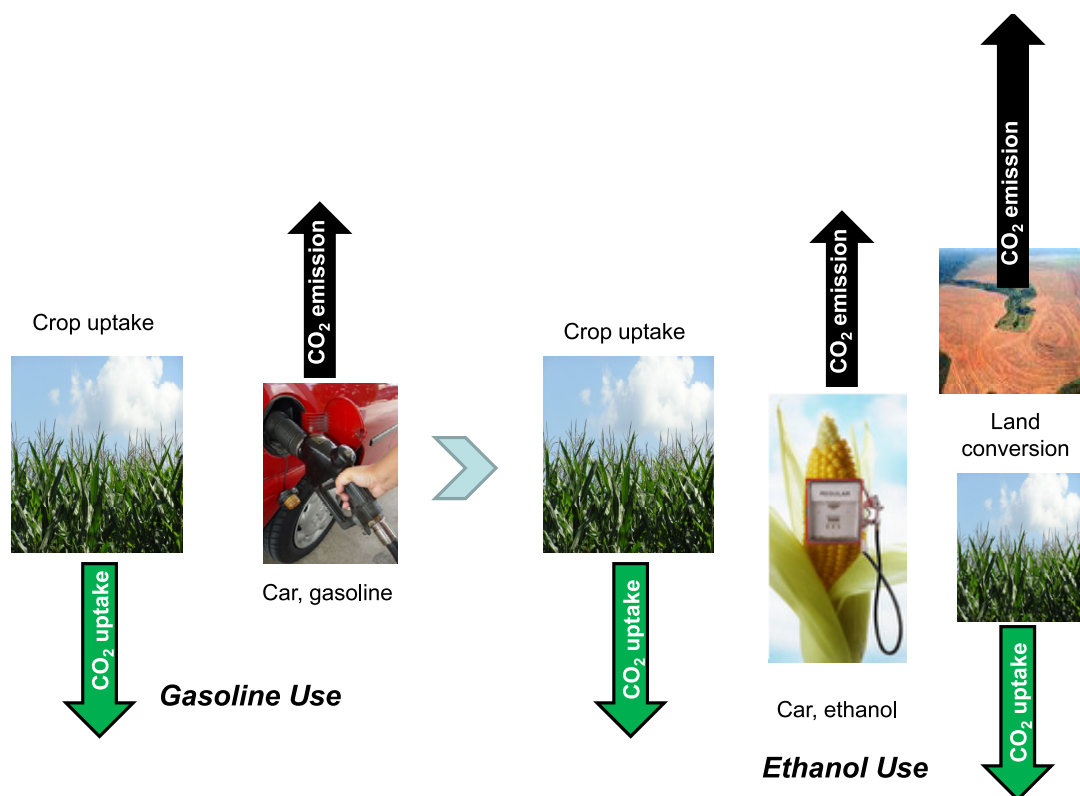 CO₂ emission
CO₂ emission
CO₂ emission
Crop uptake
Crop uptake
Land
conversion
Car, gasoline
CO₂ uptake
CO₂ uptake
CO₂ uptake
Gasoline Use
Car, ethanol
Ethanol Use
REGULAR